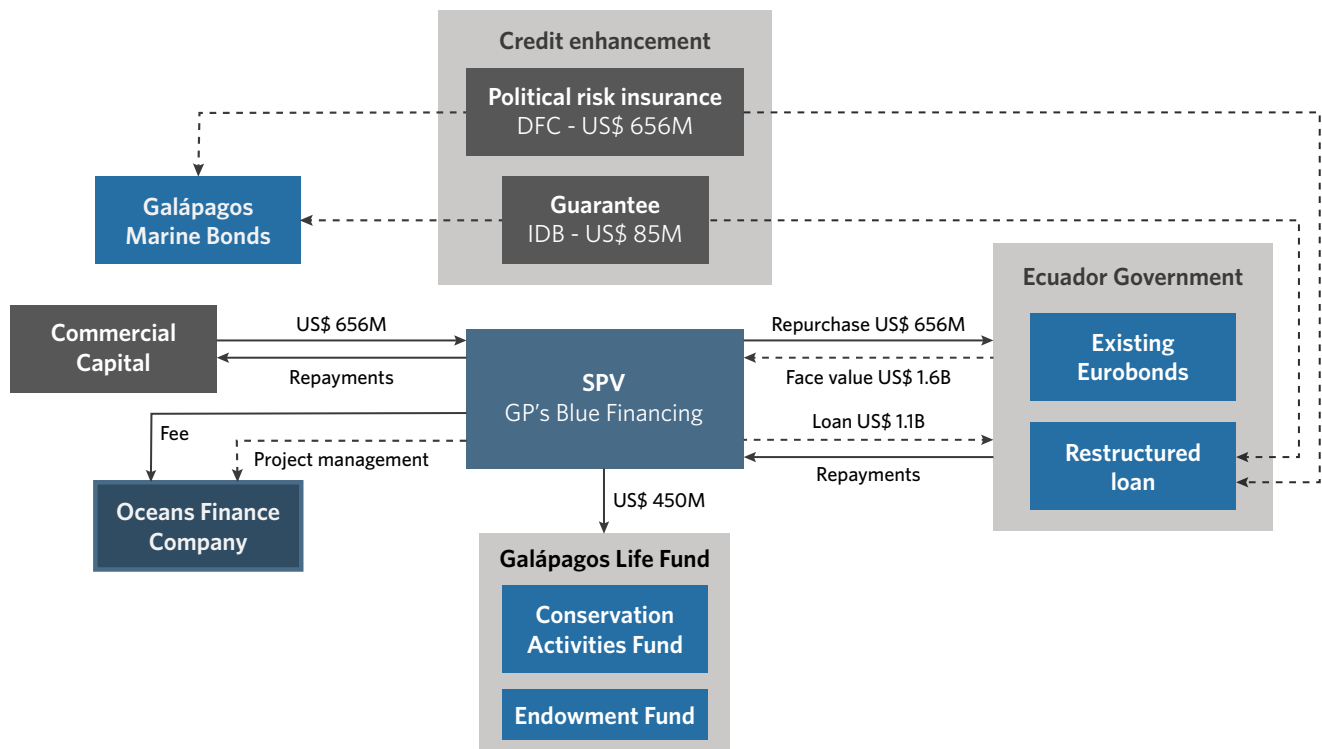 Credit enhancement
Political risk insurance
DFC - US$ 656M
Guarantee
IDB - US$ 85M
Galápagos
Marine Bonds
Ecuador Government
Existing
Eurobonds
Restructured
loan
Commercial
Capital
US$ 656M
Repayments
SPV
GP's Blue Financing
Repurchase US$ 656M
Face value US$ 1.6B
Loan US$ 1.1B
Repayments
Fee
Project management
Oceans Finance
Company
US$ 450M
Galápagos Life Fund
Conservation
Activities Fund
Endowment Fund